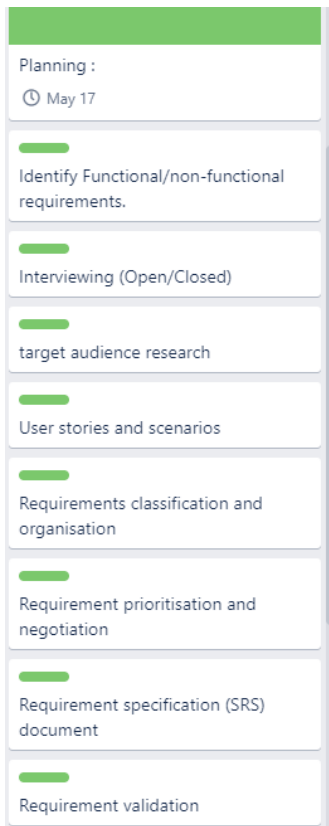 Planning :
May 17
Identify Functional/non-functional
requirements.
Interviewing (Open/Closed)
target audience research
User stories and scenarios
Requirements classification and
organisation
Requirement prioritisation and
negotiation
Requirement specification (SRS)
document
Requirement validation